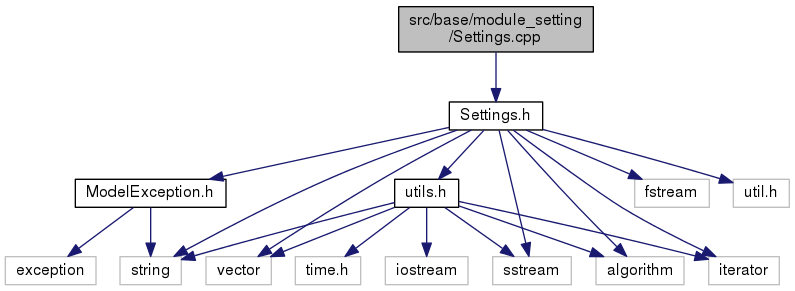 src/base/module_setting
/Settings.cpp
Settings.h
ModelException.h
utils.h
fstream
util.h
exception
string
vector
time.h
iostream
sstream
algorithm
iterator